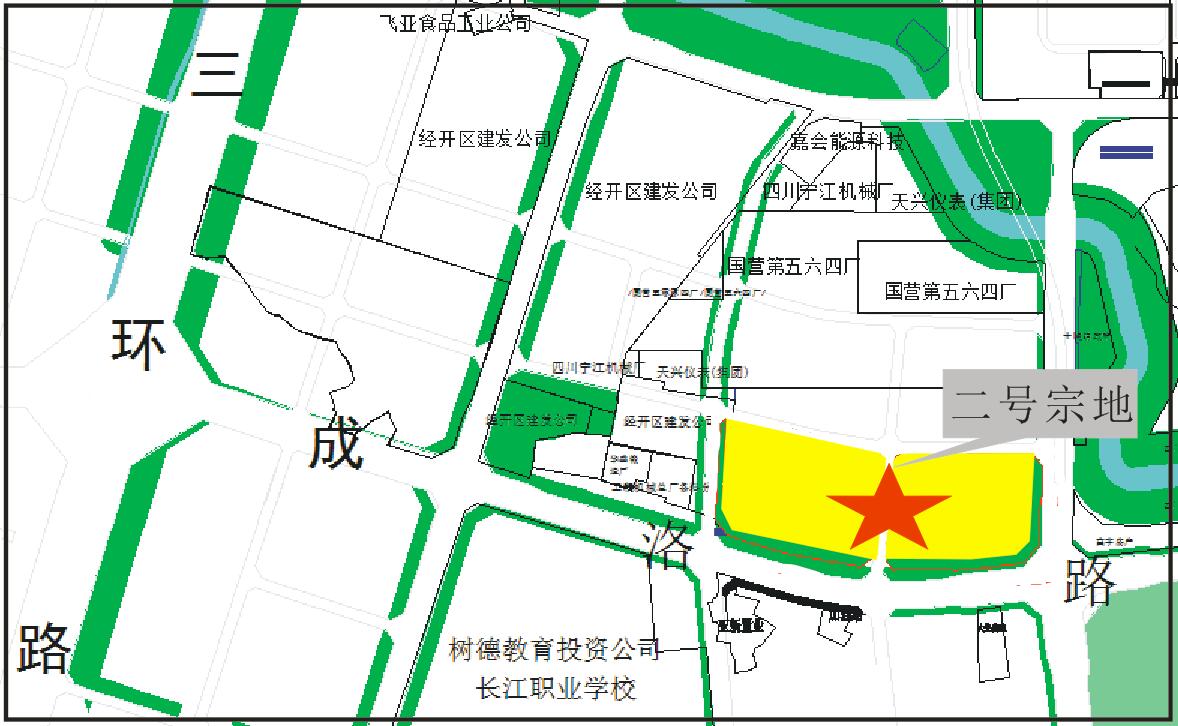 飞亚食品工业公司
三
经开区建发公司
嘉会能源科技
经开区建发公司
四川宁江机械厂
天兴仪表(集团)
国营第五六四厂
国营第五六四厂
环
四川宁江机械厂
天兴仪表(集团)
二号宗地
经开区建发公司
经开区建发公司
成
洛
路
路
树德教育投资公司
长江职业学校